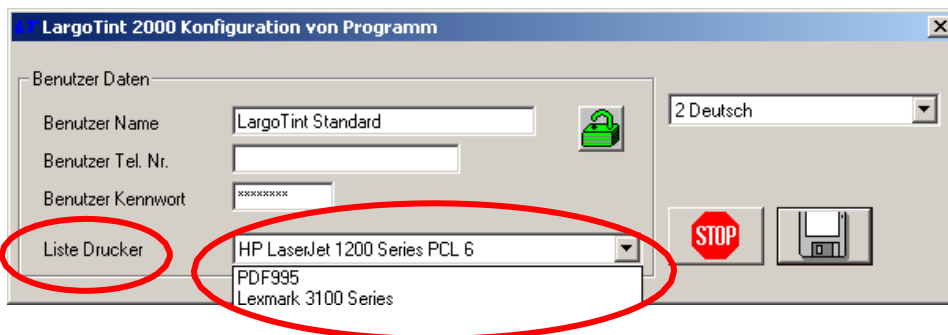 LargoTint 2000 Konfiguration von Programm
Benutzer Daten
Benutzer Name LargoTint Standard
2 Deutsch
Benutzer Tel. Nr.
Benutzer Kennwort xxxxxxxx
Liste Drucker HP LaserJet 1200 Series PCL 6
STOP
PDF995
Lexmark 3100 Series